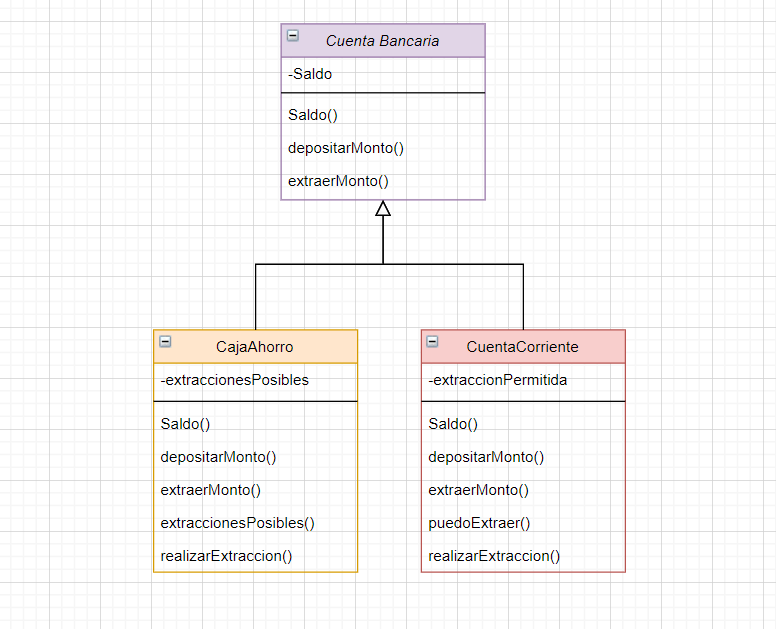 Cuenta Bancaria
-Saldo
Saldo()
depositarMonto()
extraerMonto()
CajaAhorro
-extraccionesPosibles
Saldo()
depositarMonto()
extraerMonto()
extraccionesPosibles()
realizarExtraccion()
CuentaCorriente
-extraccionPermitida
Saldo()
depositarMonto()
extraerMonto()
puedoExtraer()
realizarExtraccion()